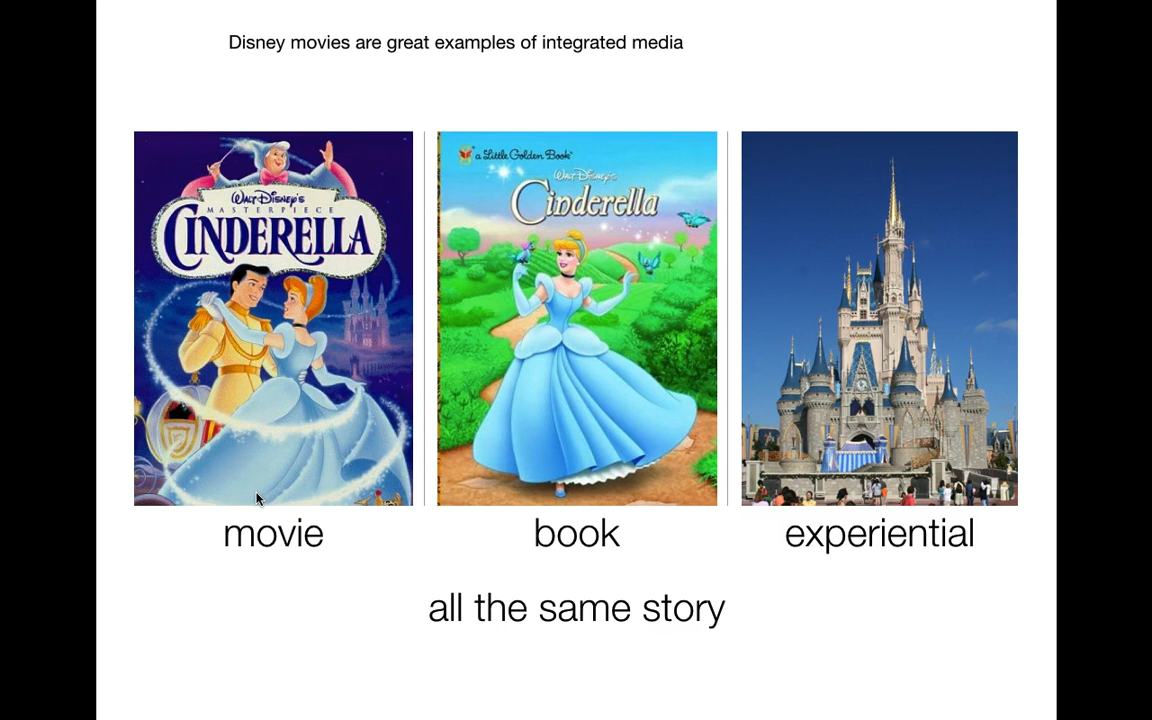 Disney movies are great examples of integrated media
WALT DISNEY'S
MASTERPIECE
CINDERELLA
a Little Golden Book
WALT DISNEY'S
Cinderella
movie
book
experiential
all the same story